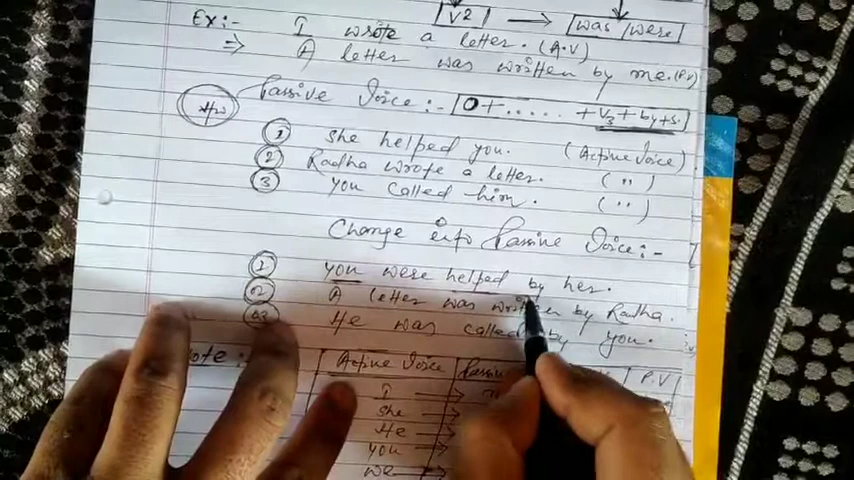 V2 → was/were
Ex:- I wrote a letter. (A.V)
⇒ A letter was written by me. (PV)
Passive Voice:- O+...... +V3+by+s.
① She helped you. (Active Voice)
② Radha wrote a letter. (")
③ You called him. (")
Change into Passive Voice:-
① You were helped by her.
② A letter was written by Radha.
③ He was called by you.
Note: Active Voice P.V
I →
She →
He →
You →
we →